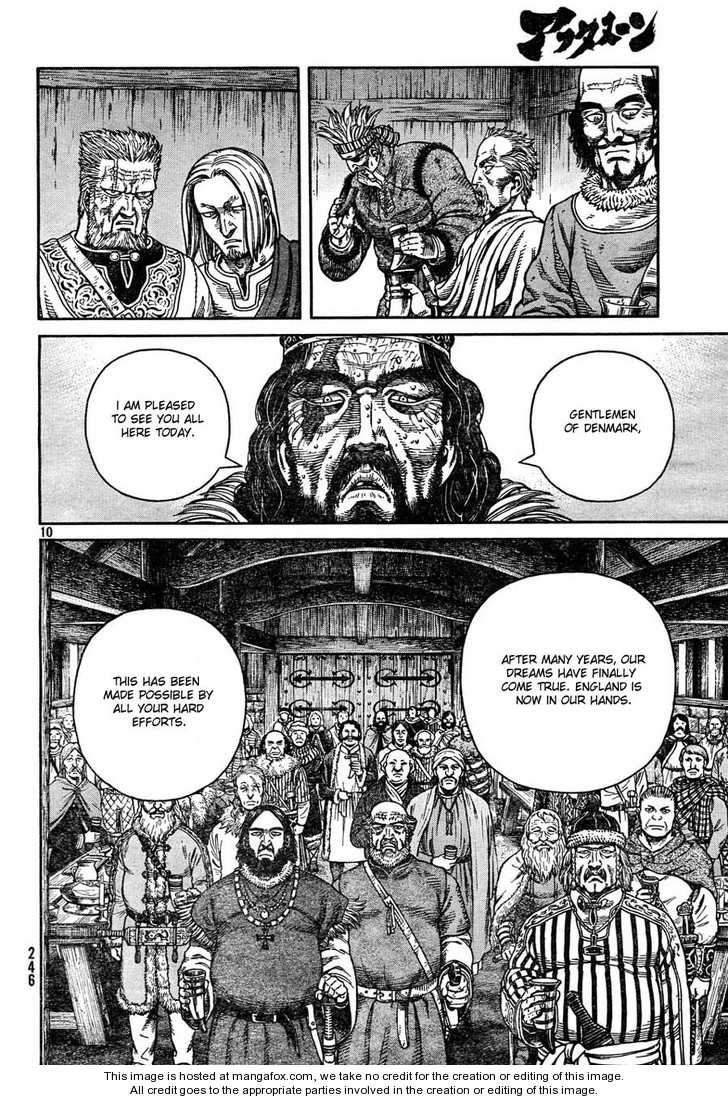 アフタヌーン
GENTLEMEN
OF DENMARK,
I AM PLEASED
TO SEE YOU ALL
HERE TODAY.
10
AFTER MANY YEARS, OUR
DREAMS HAVE FINALLY
COME TRUE. ENGLAND IS
NOW IN OUR HANDS.
THIS HAS BEEN
MADE POSSIBLE BY
ALL YOUR HARD
EFFORTS.
246
This image is hosted at mangafox.com, we take no credit for the creation or editing of this image.
All credit goes to the appropriate parties involved in the creation or editing of this image.